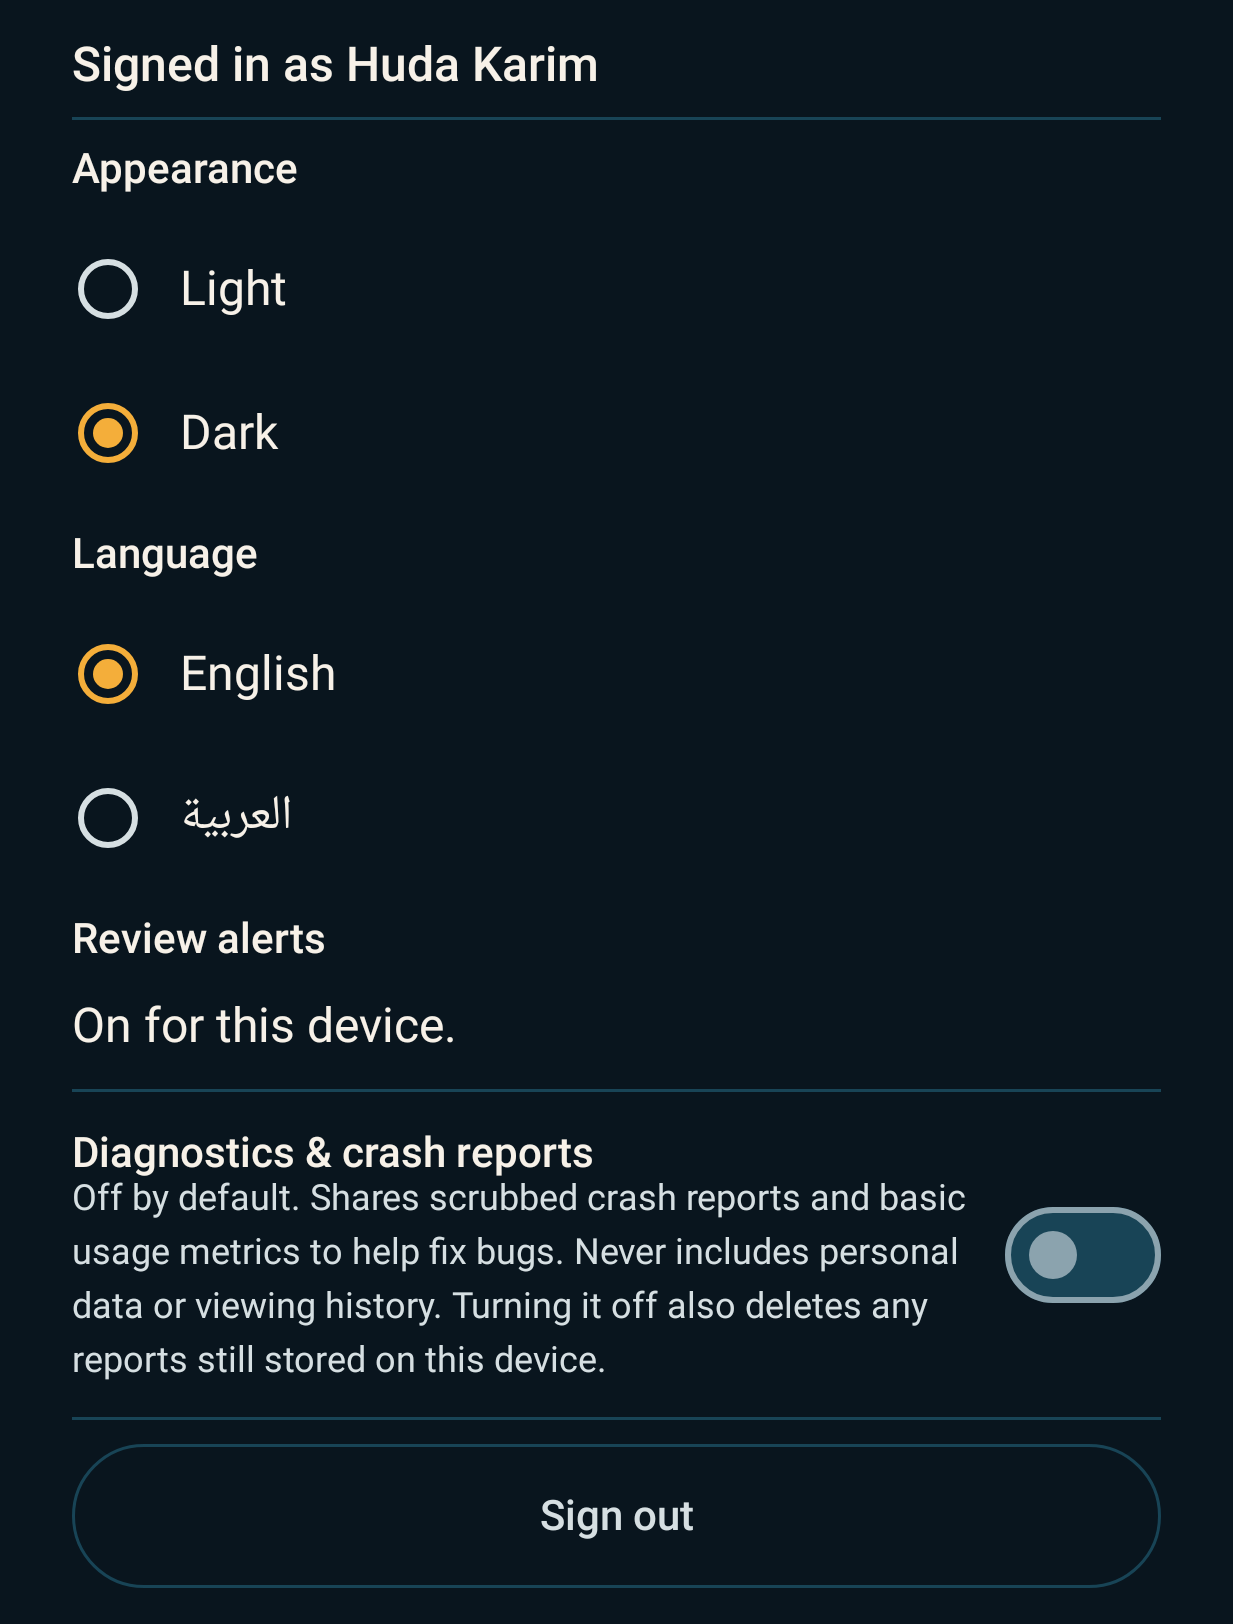 Signed in as Huda Karim
Appearance
Light
Dark
Language
English
العربية
Review alerts
On for this device.
Diagnostics & crash reports
Off by default. Shares scrubbed crash reports and basic
usage metrics to help fix bugs. Never includes personal
data or viewing history. Turning it off also deletes any
reports still stored on this device.
Sign out